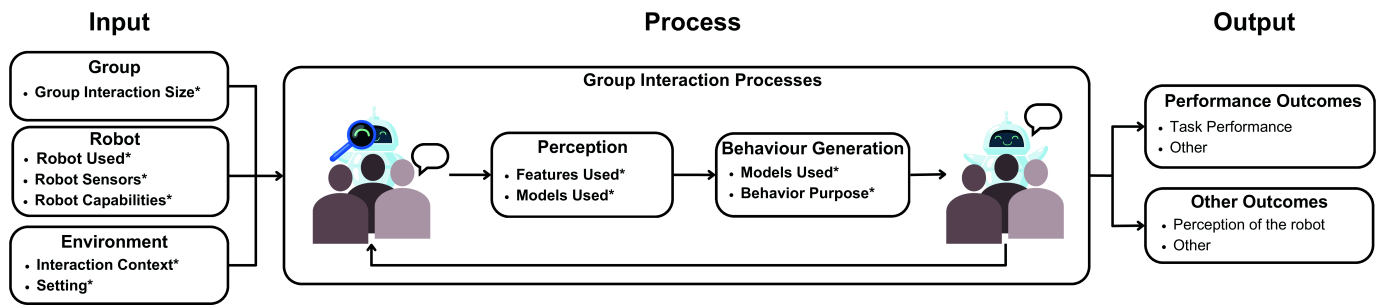 Input
Process
Output
Group
• Group Interaction Size*
Robot
• Robot Used*
• Robot Sensors*
• Robot Capabilities*
Environment
• Interaction Context*
• Setting*
Group Interaction Processes
Perception
• Features Used*
• Models Used*
Behaviour Generation
• Models Used*
• Behavior Purpose*
Performance Outcomes
• Task Performance
• Other
Other Outcomes
• Perception of the robot
• Other